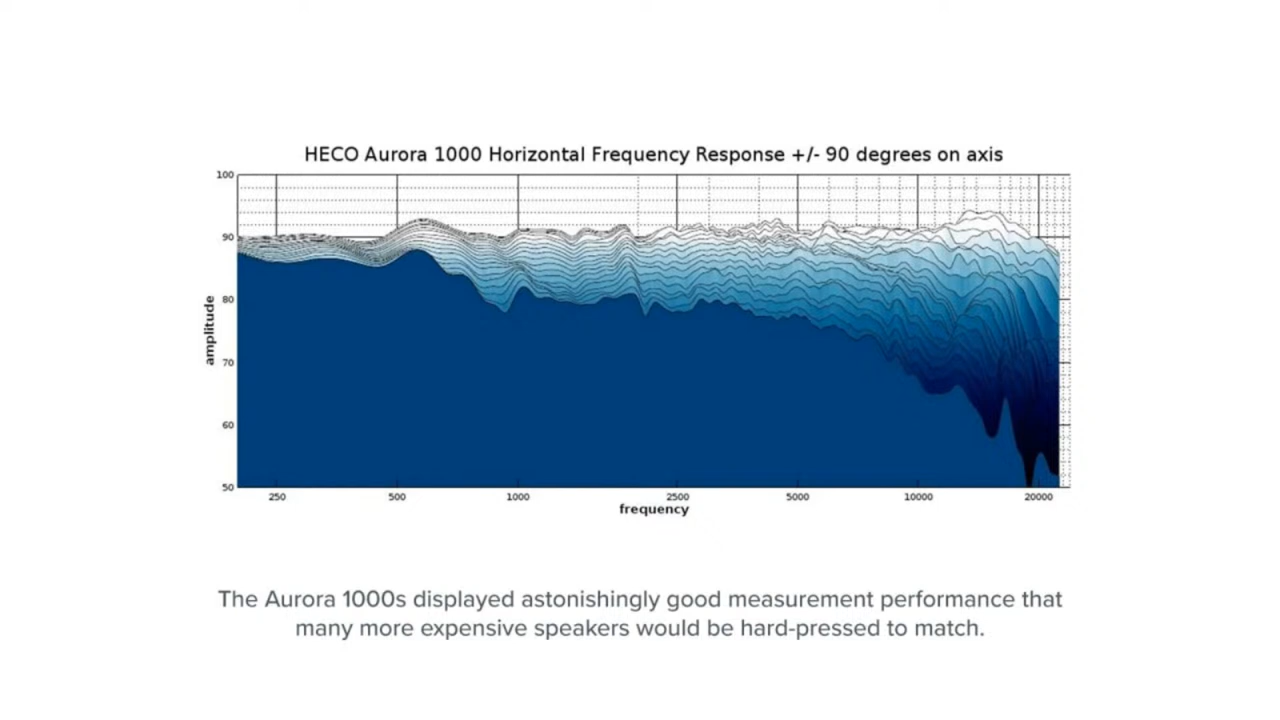 HECO Aurora 1000 Horizontal Frequency Response +/- 90 degrees on axis
100
90
80
70
60
50
amplitude
250 500 1000 2500 5000 10000 20000
frequency
The Aurora 1000s displayed astonishingly good measurement performance that
many more expensive speakers would be hard-pressed to match.